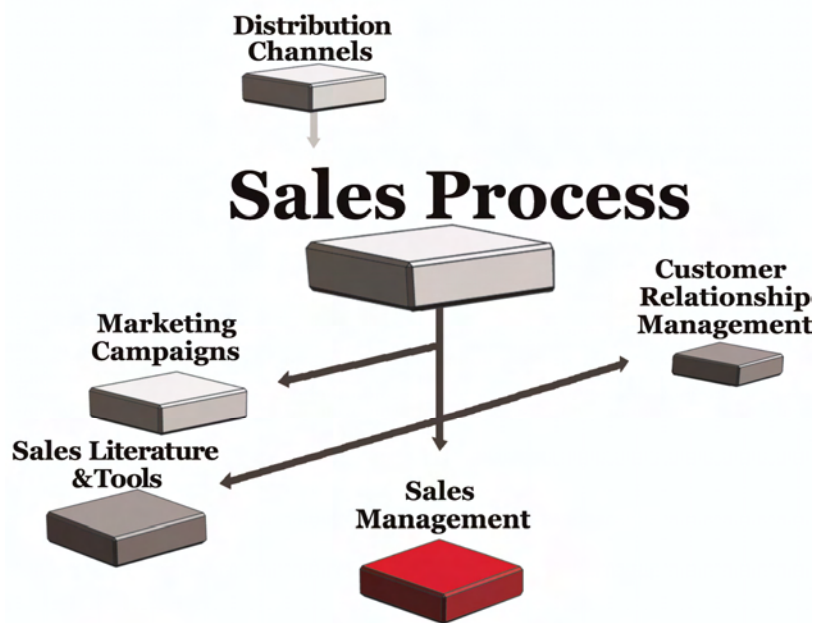 Distribution
Channels
Sales Process
Customer
Relationship
Management
Marketing
Campaigns
Sales Literature
&Tools
Sales
Management